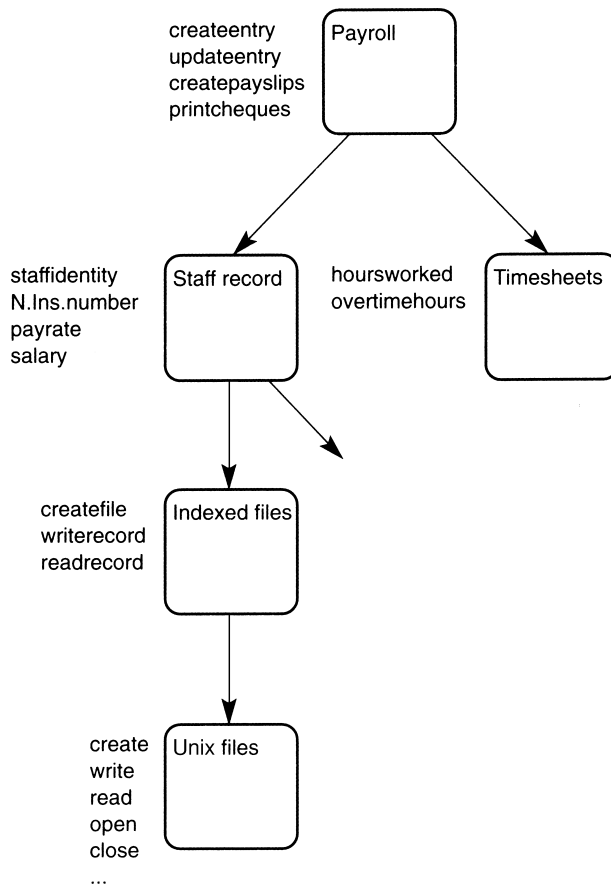 createentry
updateentry
createpayslips
printcheques
Payroll
staffidentity
N.Ins.number
payrate
salary
Staff record
hoursworked
overtimehours
Timesheets
createfile
writerecord
readrecord
Indexed files
create
write
read
open
close
...
Unix files